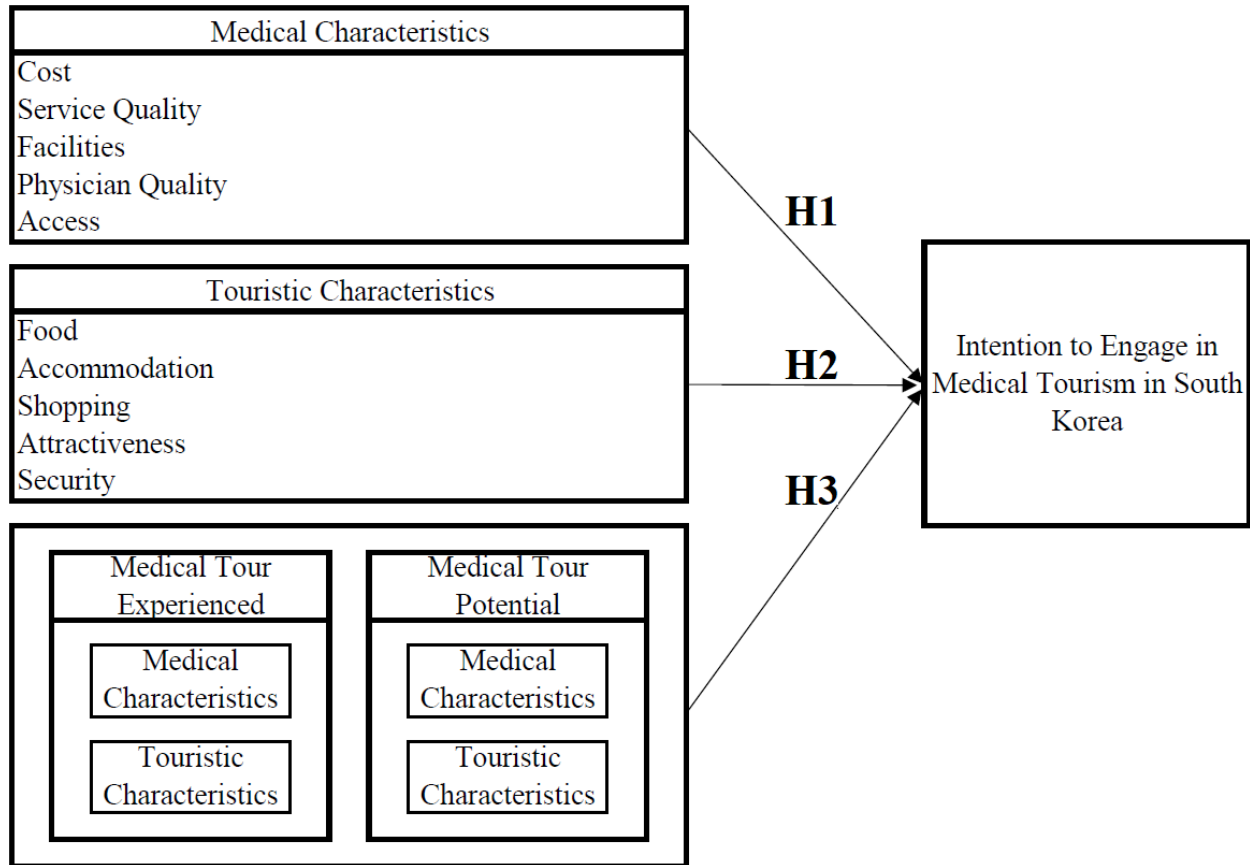 Medical Characteristics
Cost
Service Quality
Facilities
Physician Quality
Access
H1
Touristic Characteristics
Food
Accommodation
Shopping
Attractiveness
Security
H2
Intention to Engage in
Medical Tourism in South
Korea
H3
Medical Tour
Experienced
Medical
Characteristics
Touristic
Characteristics
Medical Tour
Potential
Medical
Characteristics
Touristic
Characteristics